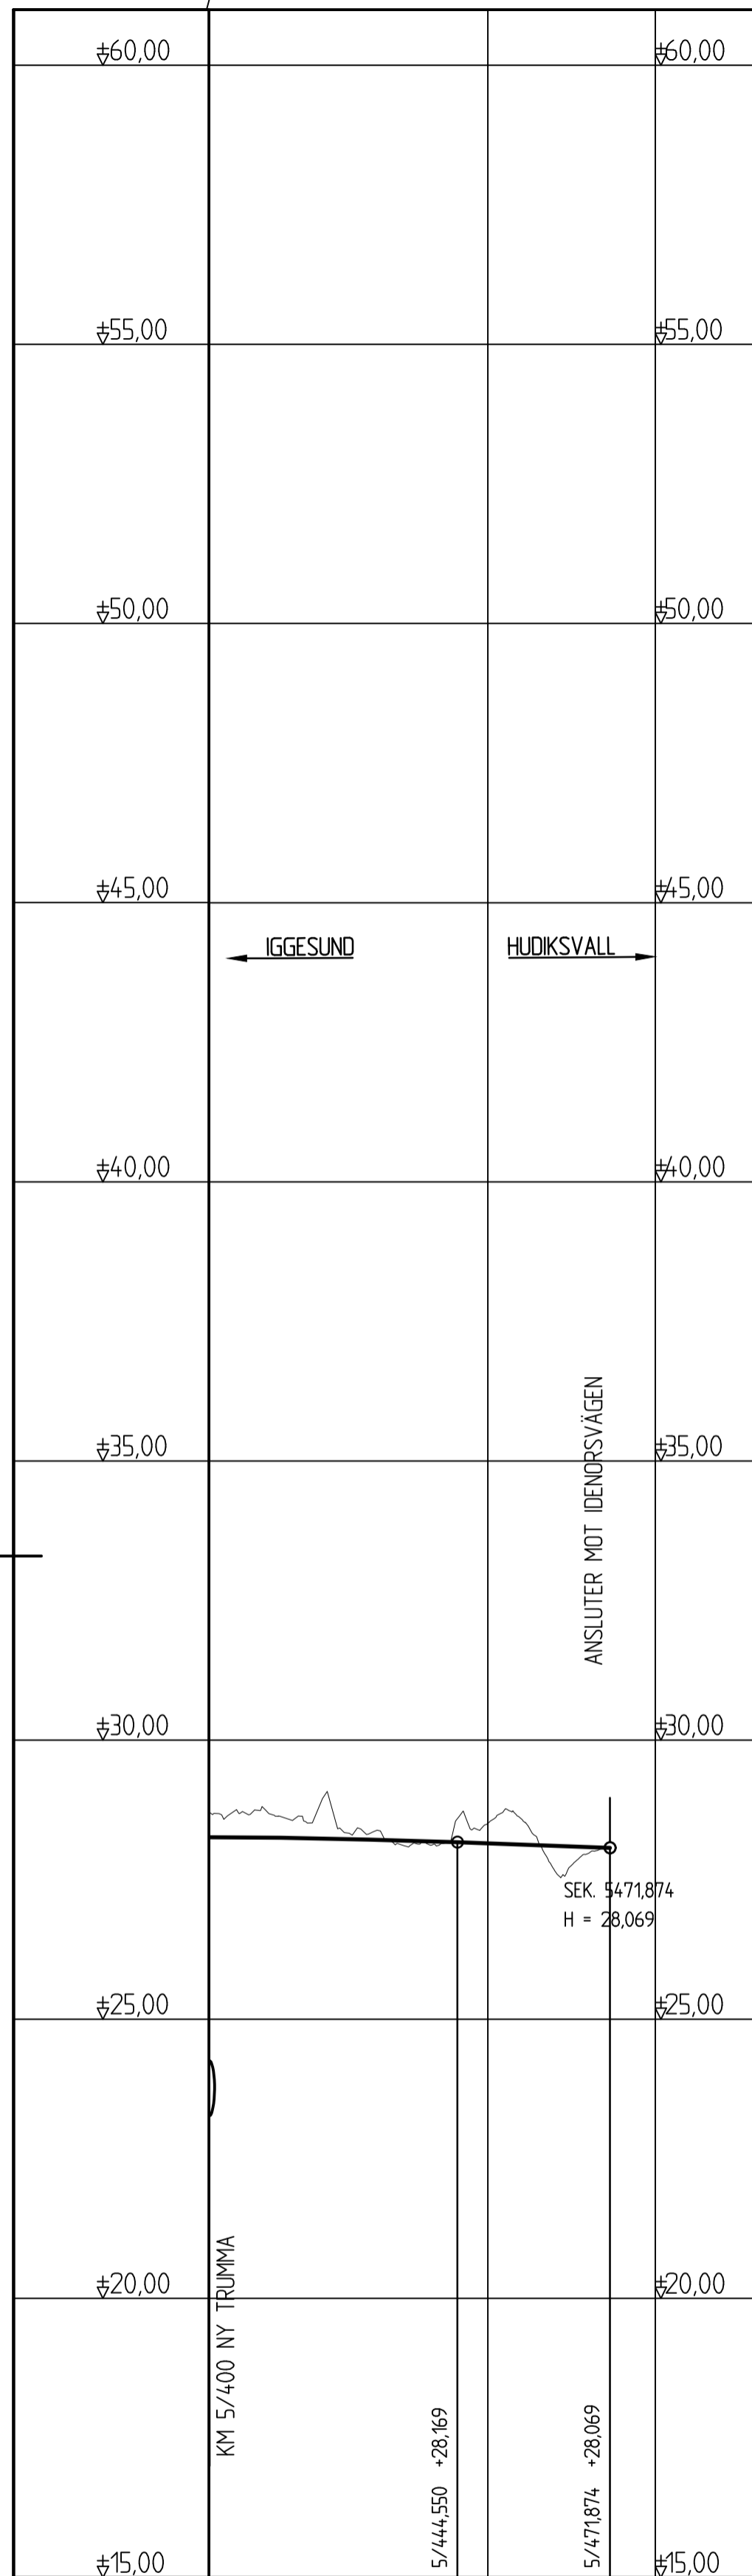 ±60,00 ±60,00
±55,00 ±55,00
±50,00 ±50,00
±45,00 ±45,00
IGGESUND HUDIKSVALL
±40,00 ±40,00
ANSLUTER MOT IDENORSVÄGEN
±35,00 ±35,00
±30,00 ±30,00
SEK. 5471,874
H = 28,069
±25,00 ±25,00
KM 5/400 NY TRUMMA
±20,00 ±20,00
5/444,550 +28,169
5/471,874 +28,069
±15,00 ±15,00